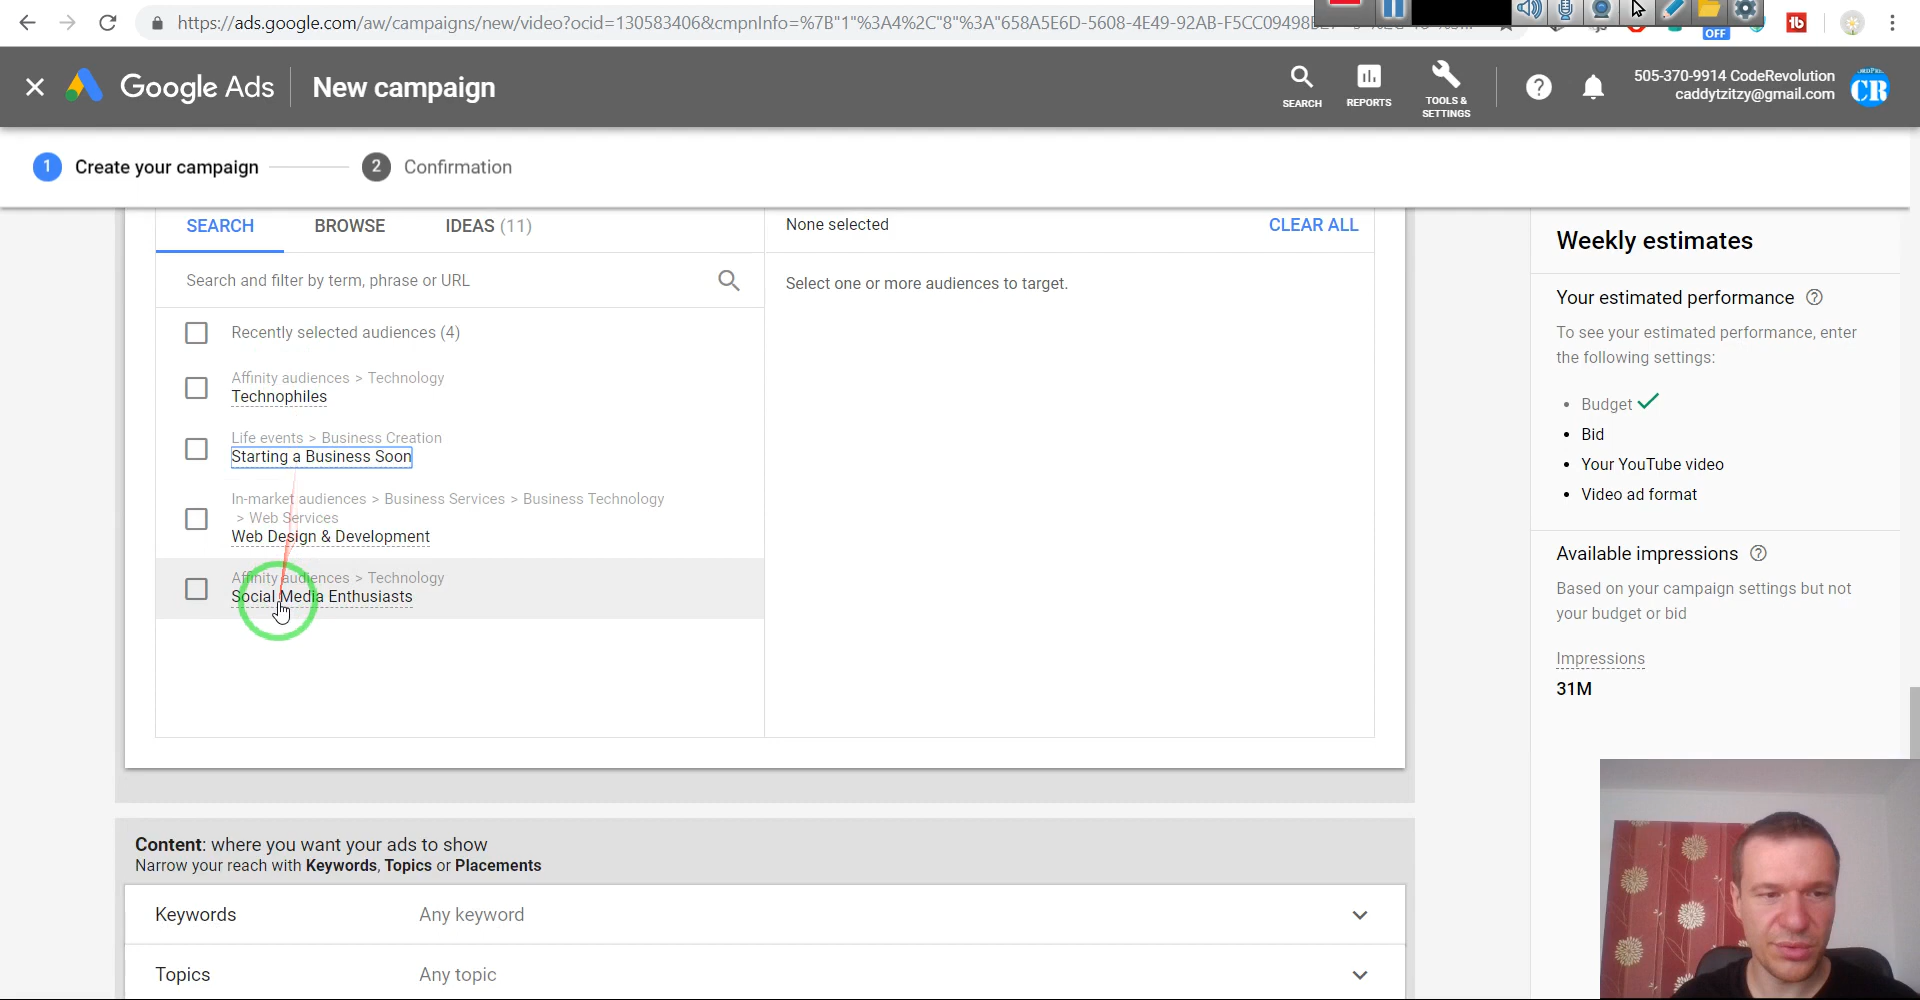 https://ads.google.com/aw/campaigns/new/video?ocid=130583406&cmpnInfo=%7B"1"%3A4%2C"8"%3A"658A5E6D-5608-4E49-92AB-F5CC09498
OFF
Google Ads
New campaign
SEARCH
REPORTS
TOOLS &
SETTINGS
505-370-9914 CodeRevolution
caddytzitzy@gmail.com
CR
1 Create your campaign
2 Confirmation
SEARCH
BROWSE
IDEAS (11)
None selected
CLEAR ALL
Search and filter by term, phrase or URL
Select one or more audiences to target.
Recently selected audiences (4)
Affinity audiences > Technology
Technophiles
Life events > Business Creation
Starting a Business Soon
In-market audiences > Business Services > Business Technology
> Web Services
Web Design & Development
Affinity audiences > Technology
Social Media Enthusiasts
Weekly estimates
Your estimated performance
To see your estimated performance, enter
the following settings:
• Budget
• Bid
• Your YouTube video
• Video ad format
Available impressions
Based on your campaign settings but not
your budget or bid
Impressions
31M
Content: where you want your ads to show
Narrow your reach with Keywords, Topics or Placements
Keywords
Any keyword
Topics
Any topic